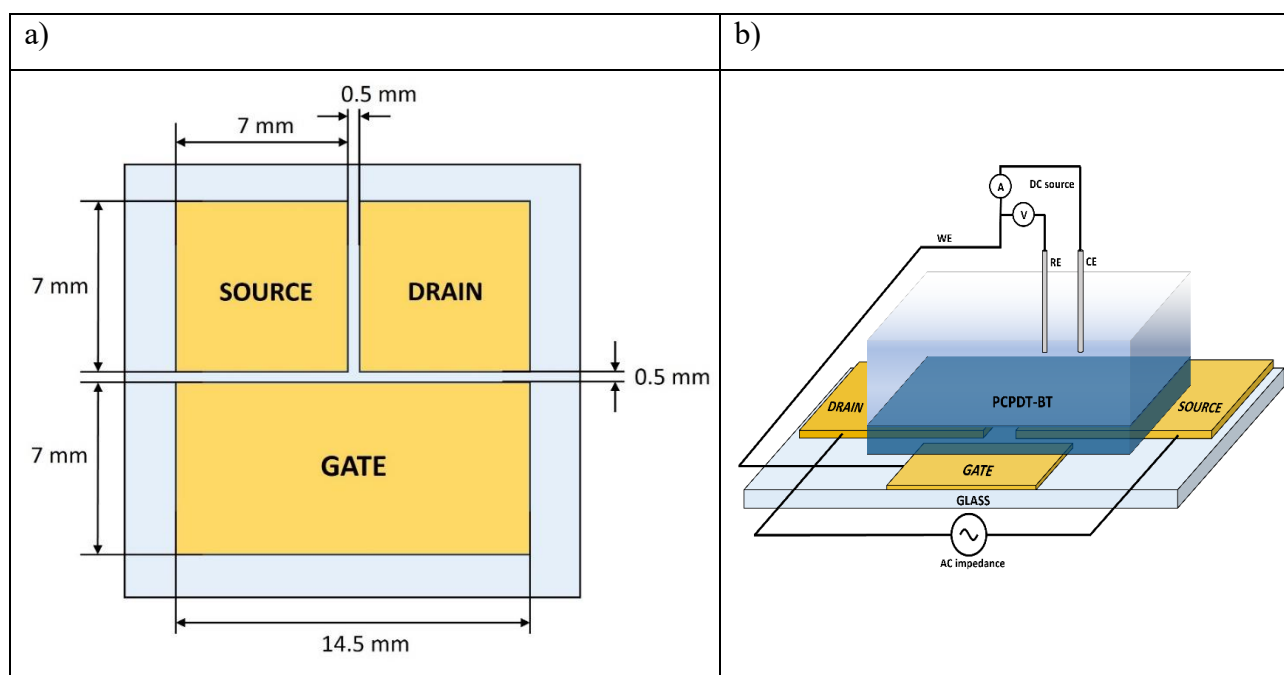 a)
b)
0.5 mm
7 mm
7 mm
SOURCE
DRAIN
0.5 mm
7 mm
GATE
14.5 mm
A
DC source
V
WE
RE
CE
PCPDT-BT
DRAIN
SOURCE
GATE
GLASS
AC impedance